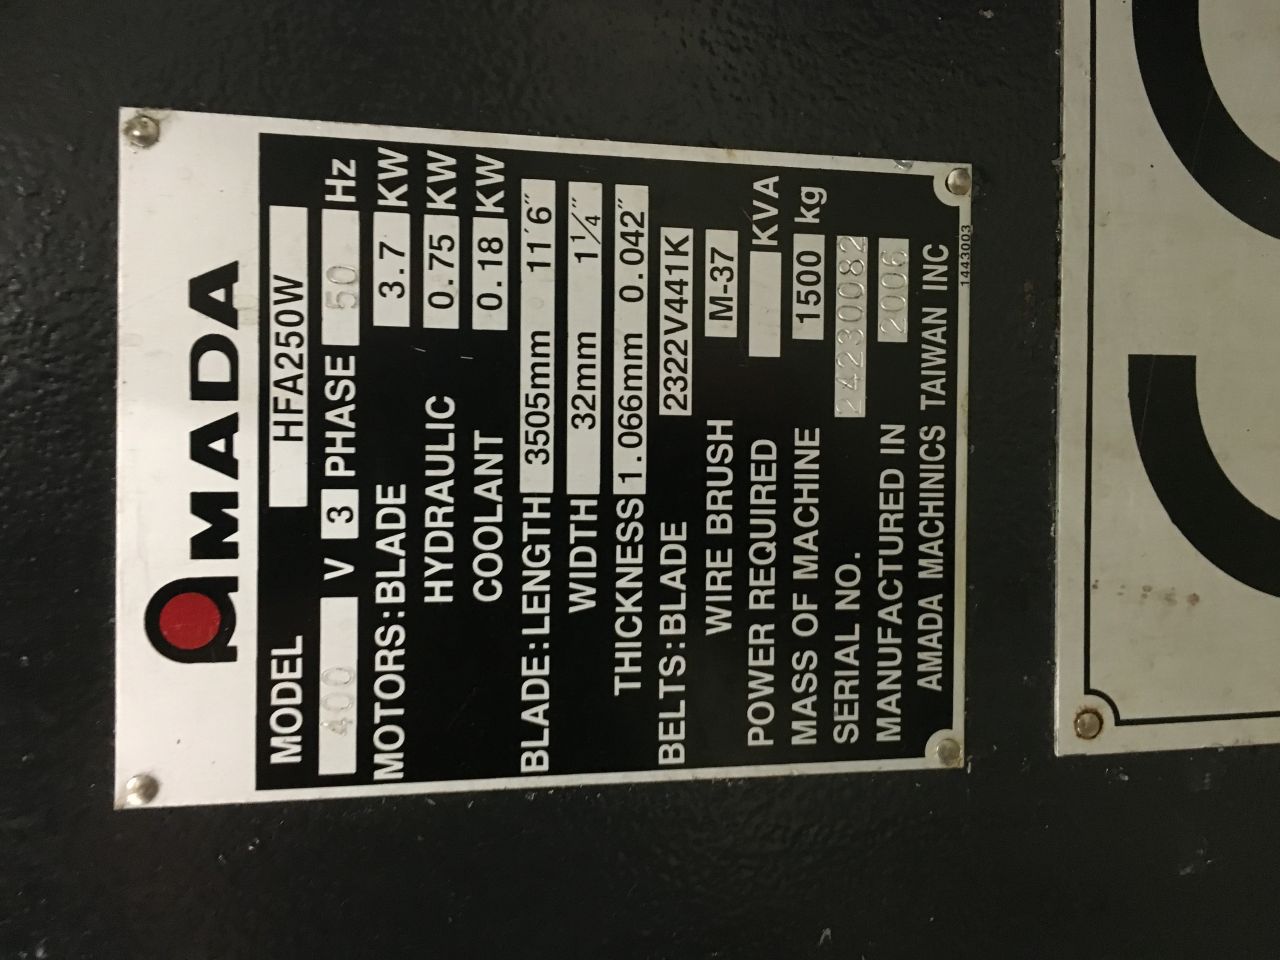 AMADA
MODEL HFA250W
400 V 3 PHASE 50 Hz
MOTORS:BLADE 3.7 KW
HYDRAULIC 0.75 KW
COOLANT 0.18 KW
BLADE:LENGTH 3505mm 11´6˝
WIDTH 32mm 1¼˝
THICKNESS 1.066mm 0.042˝
BELTS:BLADE 2322V441K
WIRE BRUSH M-37
POWER REQUIRED KVA
MASS OF MACHINE 1500 kg
SERIAL NO. 24230082
MANUFACTURED IN 2006
AMADA MACHINICS TAIWAN INC
1443003